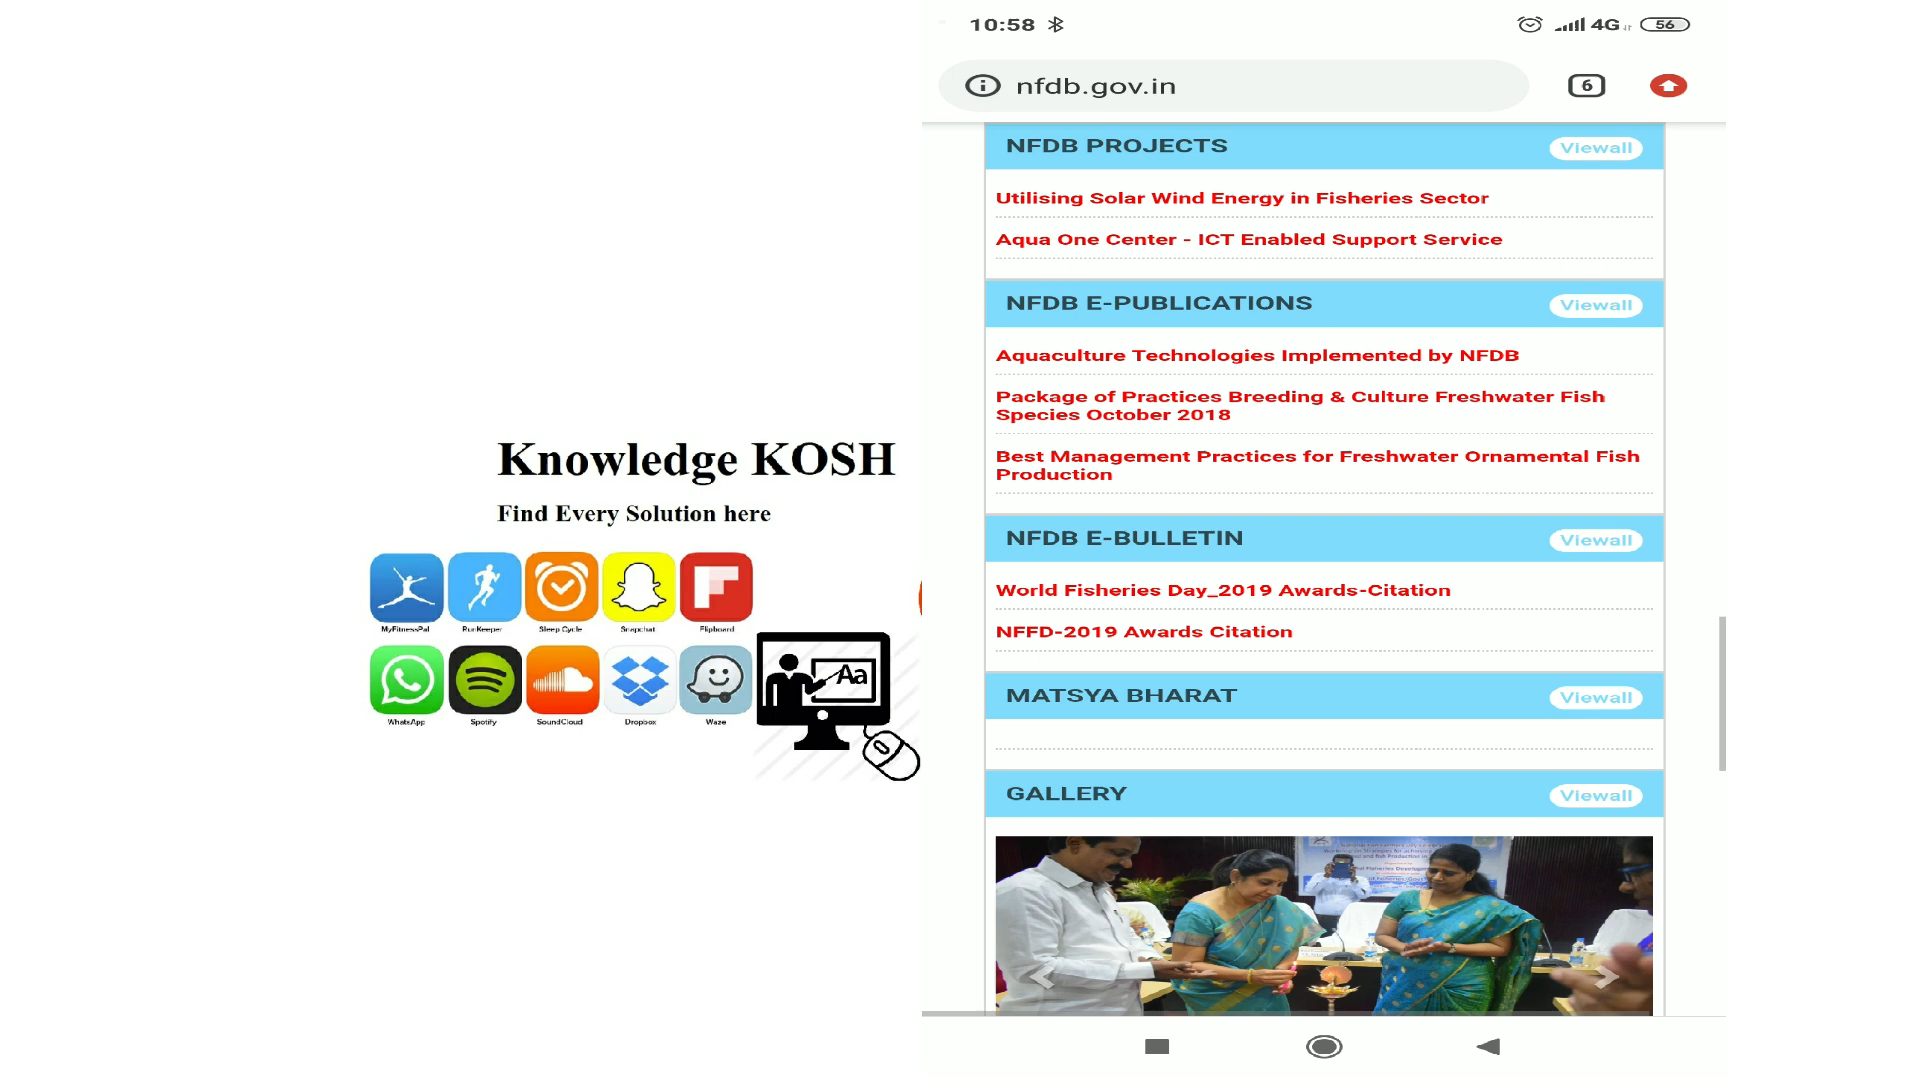 Knowledge KOSH
Find Every Solution here
MyFitnessPal
RunKeeper
Sleep Cycle
Snapchat
Flipboard
WhatsApp
Spotify
SoundCloud
Dropbox
Waze
Aa
10:58
4G
56
nfdb.gov.in
6
NFDB PROJECTS
Viewall
Utilising Solar Wind Energy in Fisheries Sector
Aqua One Center - ICT Enabled Support Service
NFDB E-PUBLICATIONS
Viewall
Aquaculture Technologies Implemented by NFDB
Package of Practices Breeding & Culture Freshwater Fish
Species October 2018
Best Management Practices for Freshwater Ornamental Fish
Production
NFDB E-BULLETIN
Viewall
World Fisheries Day_2019 Awards-Citation
NFFD-2019 Awards Citation
MATSYA BHARAT
Viewall
GALLERY
Viewall